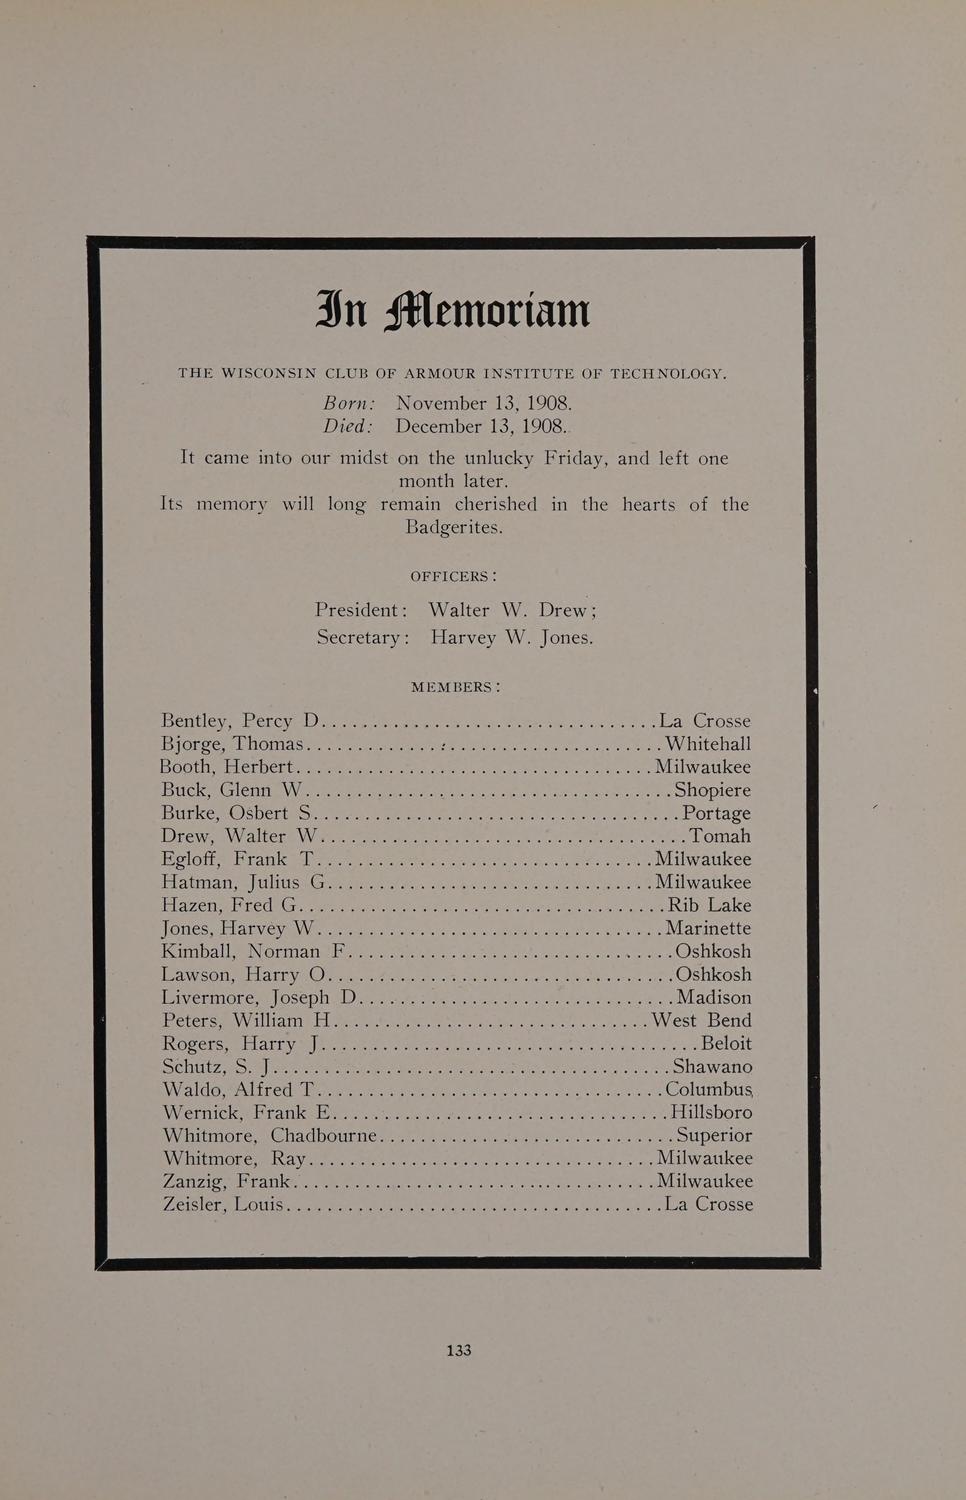 In Memoriam
THE WISCONSIN CLUB OF ARMOUR INSTITUTE OF TECHNOLOGY.
Born: November 13, 1908.
Died: December 13, 1908.
It came into our midst on the unlucky Friday, and left one
month later.
Its memory will long remain cherished in the hearts of the
Badgerites.
OFFICERS:
President: Walter W. Drew;
Secretary: Harvey W. Jones.
MEMBERS:
Bentley, Percy D. La Crosse
Bjorge, Thomas Whitehall
Booth, Herbert Milwaukee
Buck, Glenn W. Shopiere
Burke, Osbert S. Portage
Drew, Walter W. Tomah
Egloff, Frank T. Milwaukee
Hatman, Julius G. Milwaukee
Hazen, Fred G. Rib Lake
Jones, Harvey W. Marinette
Kimball, Norman F. Oshkosh
Lawson, Harry O. Oshkosh
Livermore, Joseph D. Madison
Peters, William H. West Bend
Rogers, Harry J. Beloit
Schutz, S. J. Shawano
Waldo, Alfred T. Columbus
Wernick, Frank E. Hillsboro
Whitmore, Chadbourne Superior
Whitmore, Ray Milwaukee
Zanzig, Frank Milwaukee
Zeisler, Louis La Crosse
133